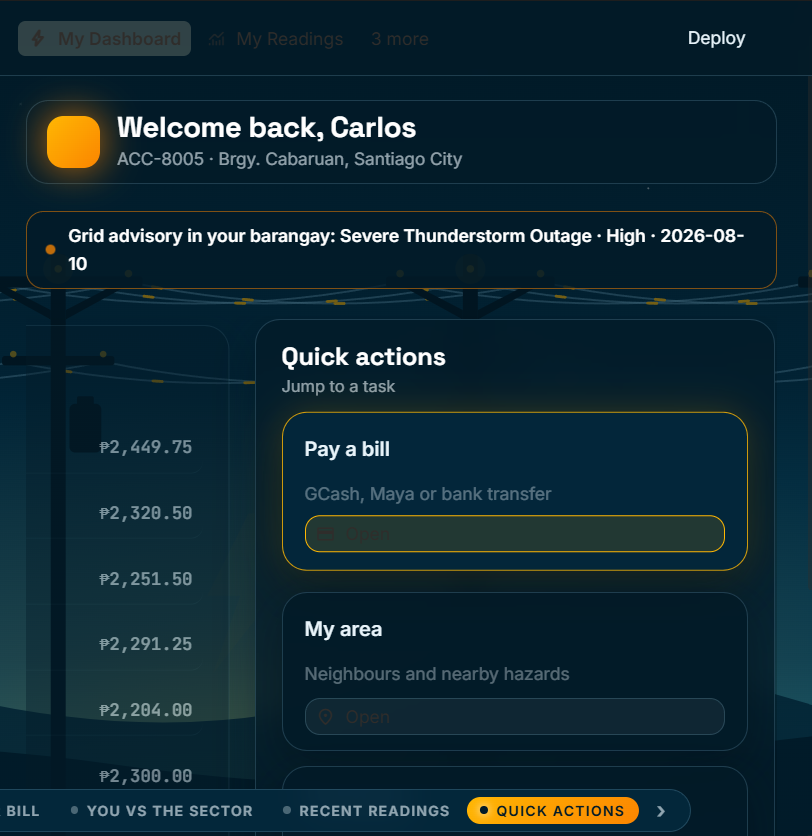 My Dashboard
My Readings
3 more
Deploy
Welcome back, Carlos
ACC-8005 · Brgy. Cabaruan, Santiago City
Grid advisory in your barangay: Severe Thunderstorm Outage · High · 2026-08-
10
₱2,449.75
₱2,320.50
₱2,251.50
₱2,291.25
₱2,204.00
₱2,300.00
Quick actions
Jump to a task
Pay a bill
GCash, Maya or bank transfer
Open
My area
Neighbours and nearby hazards
Open
BILL
YOU VS THE SECTOR
RECENT READINGS
QUICK ACTIONS